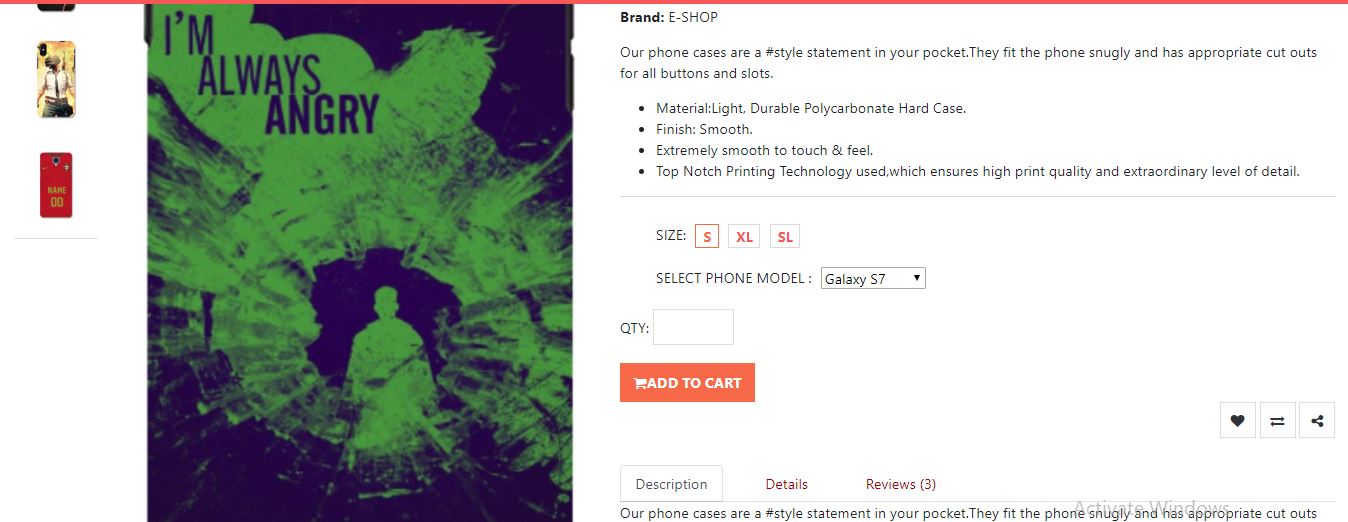 I'M
ALWAYS
ANGRY
NAME
00
Brand: E-SHOP
Our phone cases are a #style statement in your pocket.They fit the phone snugly and has appropriate cut outs
for all buttons and slots.
Material:Light, Durable Polycarbonate Hard Case.
Finish: Smooth.
Extremely smooth to touch & feel.
Top Notch Printing Technology used,which ensures high print quality and extraordinary level of detail.
SIZE: S XL SL
SELECT PHONE MODEL : Galaxy S7
QTY:
ADD TO CART
Description Details Reviews (3)
Activate Windows
Our phone cases are a #style statement in your pocket.They fit the phone snugly and has appropriate cut outs